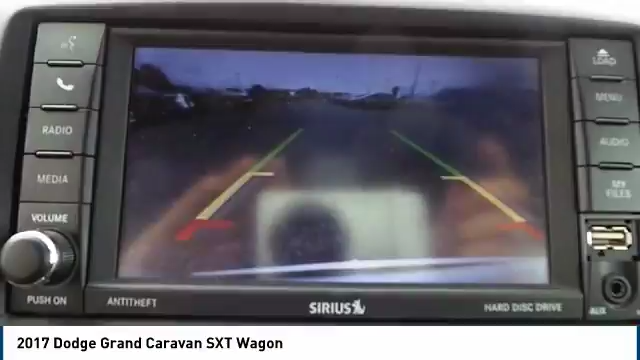 LOAD
MENU
RADIO
AUDIO
MEDIA
MY FILES
VOLUME
PUSH ON
ANTITHEFT
SIRIUS
HARD DISC DRIVE
AUX
2017 Dodge Grand Caravan SXT Wagon